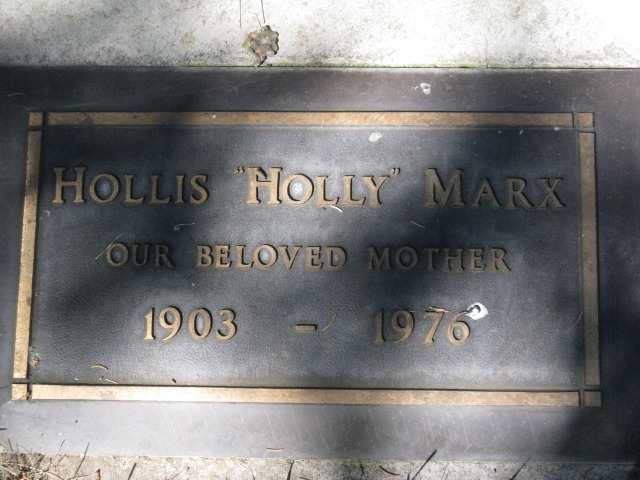 HOLLIS "HOLLY" MARX
OUR BELOVED MOTHER
1903 – 1976